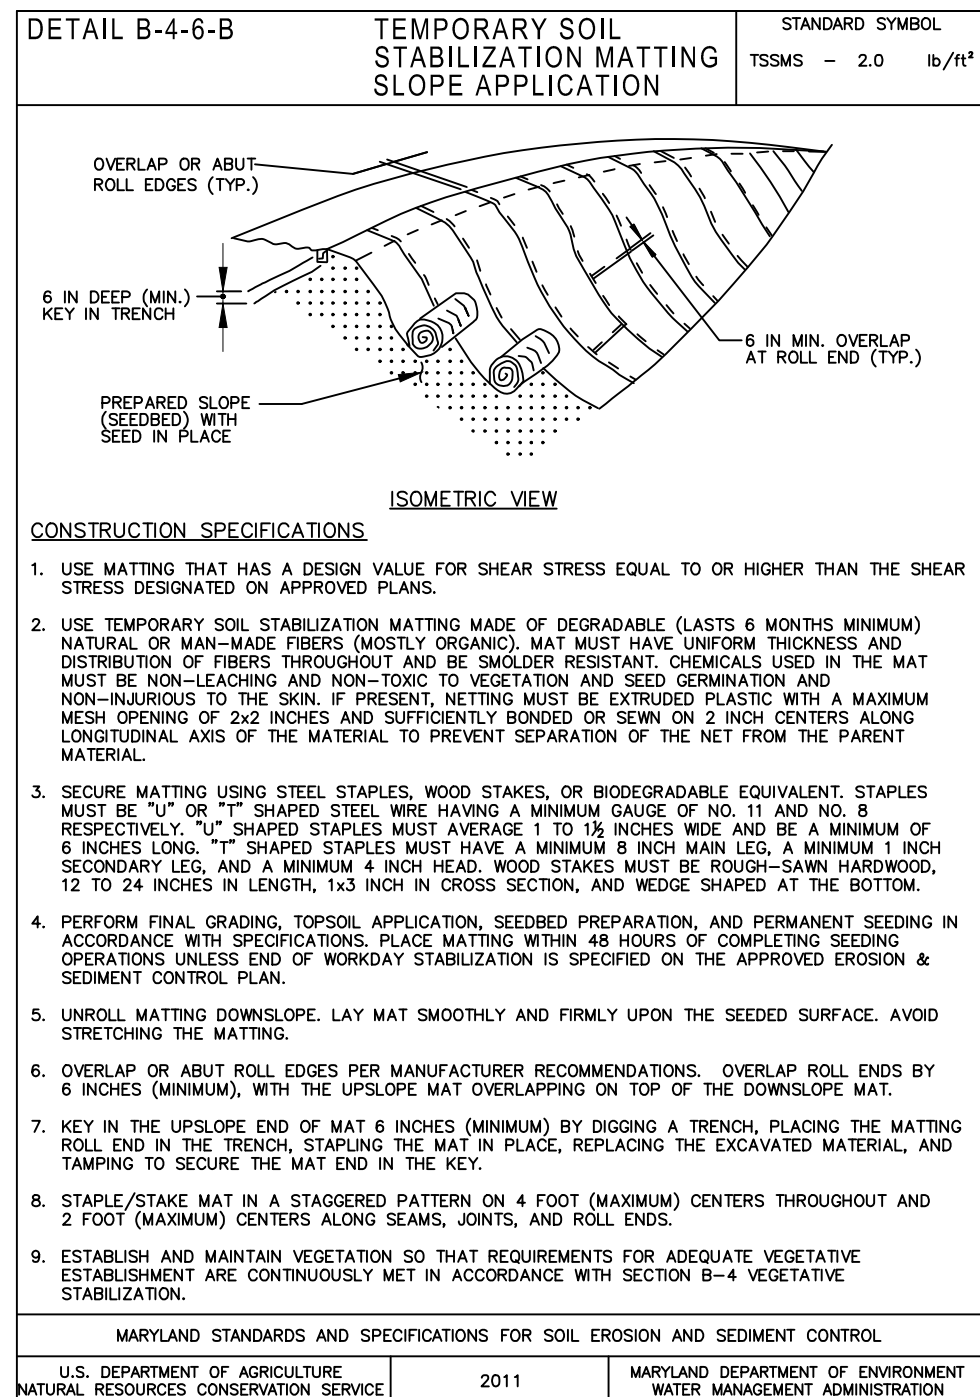 DETAIL B-4-6-B
TEMPORARY SOIL
STABILIZATION MATTING
SLOPE APPLICATION
STANDARD SYMBOL
TSSMS - 2.0 lb/ft²
OVERLAP OR ABUT
ROLL EDGES (TYP.)
6 IN DEEP (MIN.)
KEY IN TRENCH
6 IN MIN. OVERLAP
AT ROLL END (TYP.)
PREPARED SLOPE
(SEEDBED) WITH
SEED IN PLACE
ISOMETRIC VIEW
CONSTRUCTION SPECIFICATIONS
1. USE MATTING THAT HAS A DESIGN VALUE FOR SHEAR STRESS EQUAL TO OR HIGHER THAN THE SHEAR
STRESS DESIGNATED ON APPROVED PLANS.
2. USE TEMPORARY SOIL STABILIZATION MATTING MADE OF DEGRADABLE (LASTS 6 MONTHS MINIMUM)
NATURAL OR MAN-MADE FIBERS (MOSTLY ORGANIC). MAT MUST HAVE UNIFORM THICKNESS AND
DISTRIBUTION OF FIBERS THROUGHOUT AND BE SMOLDER RESISTANT. CHEMICALS USED IN THE MAT
MUST BE NON-LEACHING AND NON-TOXIC TO VEGETATION AND SEED GERMINATION AND
NON-INJURIOUS TO THE SKIN. IF PRESENT, NETTING MUST BE EXTRUDED PLASTIC WITH A MAXIMUM
MESH OPENING OF 2x2 INCHES AND SUFFICIENTLY BONDED OR SEWN ON 2 INCH CENTERS ALONG
LONGITUDINAL AXIS OF THE MATERIAL TO PREVENT SEPARATION OF THE NET FROM THE PARENT
MATERIAL.
3. SECURE MATTING USING STEEL STAPLES, WOOD STAKES, OR BIODEGRADABLE EQUIVALENT. STAPLES
MUST BE "U" OR "T" SHAPED STEEL WIRE HAVING A MINIMUM GAUGE OF NO. 11 AND NO. 8
RESPECTIVELY. "U" SHAPED STAPLES MUST AVERAGE 1 TO 1½ INCHES WIDE AND BE A MINIMUM OF
6 INCHES LONG. "T" SHAPED STAPLES MUST HAVE A MINIMUM 8 INCH MAIN LEG, A MINIMUM 1 INCH
SECONDARY LEG, AND A MINIMUM 4 INCH HEAD. WOOD STAKES MUST BE ROUGH-SAWN HARDWOOD,
12 TO 24 INCHES IN LENGTH, 1x3 INCH IN CROSS SECTION, AND WEDGE SHAPED AT THE BOTTOM.
4. PERFORM FINAL GRADING, TOPSOIL APPLICATION, SEEDBED PREPARATION, AND PERMANENT SEEDING IN
ACCORDANCE WITH SPECIFICATIONS. PLACE MATTING WITHIN 48 HOURS OF COMPLETING SEEDING
OPERATIONS UNLESS END OF WORKDAY STABILIZATION IS SPECIFIED ON THE APPROVED EROSION &
SEDIMENT CONTROL PLAN.
5. UNROLL MATTING DOWNSLOPE. LAY MAT SMOOTHLY AND FIRMLY UPON THE SEEDED SURFACE. AVOID
STRETCHING THE MATTING.
6. OVERLAP OR ABUT ROLL EDGES PER MANUFACTURER RECOMMENDATIONS. OVERLAP ROLL ENDS BY
6 INCHES (MINIMUM), WITH THE UPSLOPE MAT OVERLAPPING ON TOP OF THE DOWNSLOPE MAT.
7. KEY IN THE UPSLOPE END OF MAT 6 INCHES (MINIMUM) BY DIGGING A TRENCH, PLACING THE MATTING
ROLL END IN THE TRENCH, STAPLING THE MAT IN PLACE, REPLACING THE EXCAVATED MATERIAL, AND
TAMPING TO SECURE THE MAT END IN THE KEY.
8. STAPLE/STAKE MAT IN A STAGGERED PATTERN ON 4 FOOT (MAXIMUM) CENTERS THROUGHOUT AND
2 FOOT (MAXIMUM) CENTERS ALONG SEAMS, JOINTS, AND ROLL ENDS.
9. ESTABLISH AND MAINTAIN VEGETATION SO THAT REQUIREMENTS FOR ADEQUATE VEGETATIVE
ESTABLISHMENT ARE CONTINUOUSLY MET IN ACCORDANCE WITH SECTION B-4 VEGETATIVE
STABILIZATION.
MARYLAND STANDARDS AND SPECIFICATIONS FOR SOIL EROSION AND SEDIMENT CONTROL
U.S. DEPARTMENT OF AGRICULTURE
NATURAL RESOURCES CONSERVATION SERVICE
2011
MARYLAND DEPARTMENT OF ENVIRONMENT
WATER MANAGEMENT ADMINISTRATION